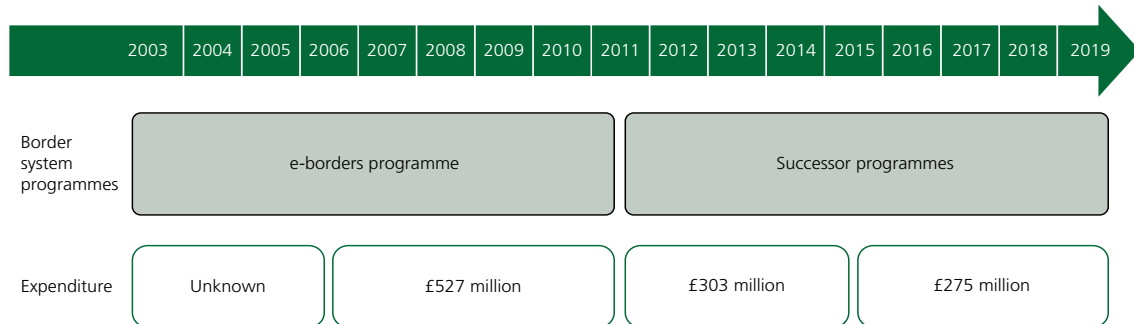 2003 2004 2005 2006 2007 2008 2009 2010 2011 2012 2013 2014 2015 2016 2017 2018 2019
Border
system
programmes
e-borders programme
Successor programmes
Expenditure
Unknown
£527 million
£303 million
£275 million